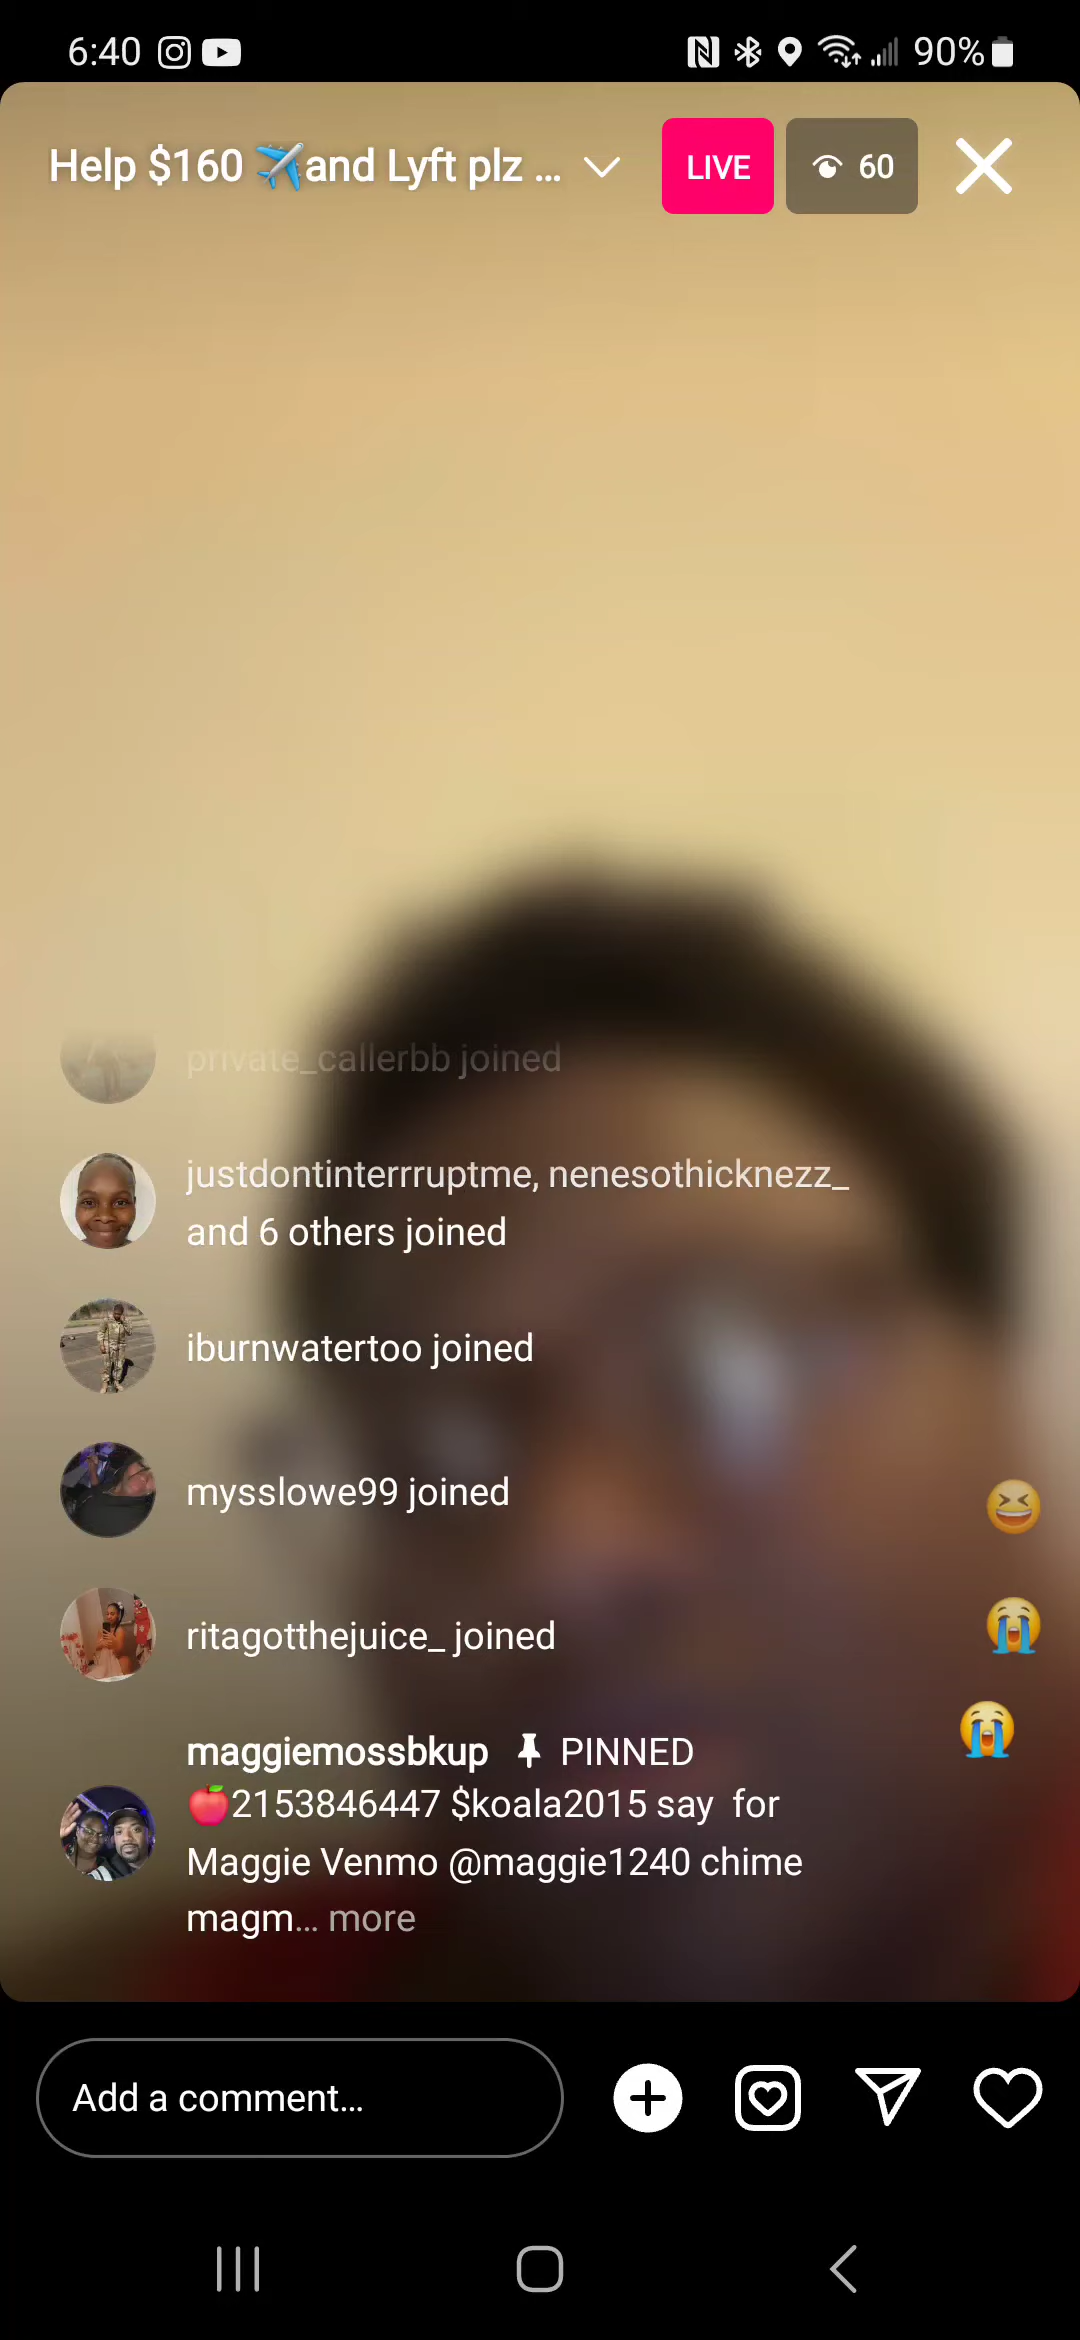 6:40 90%
Help $160 ✈️and Lyft plz ... LIVE 60
private_callerbb joined
justdontinterrruptme, nenesothicknezz_
and 6 others joined
iburnwatertoo joined
mysslowe99 joined
ritagotthejuice_ joined
maggiemossbkup PINNED
🍎2153846447 $koala2015 say for
Maggie Venmo @maggie1240 chime
magm... more
Add a comment...